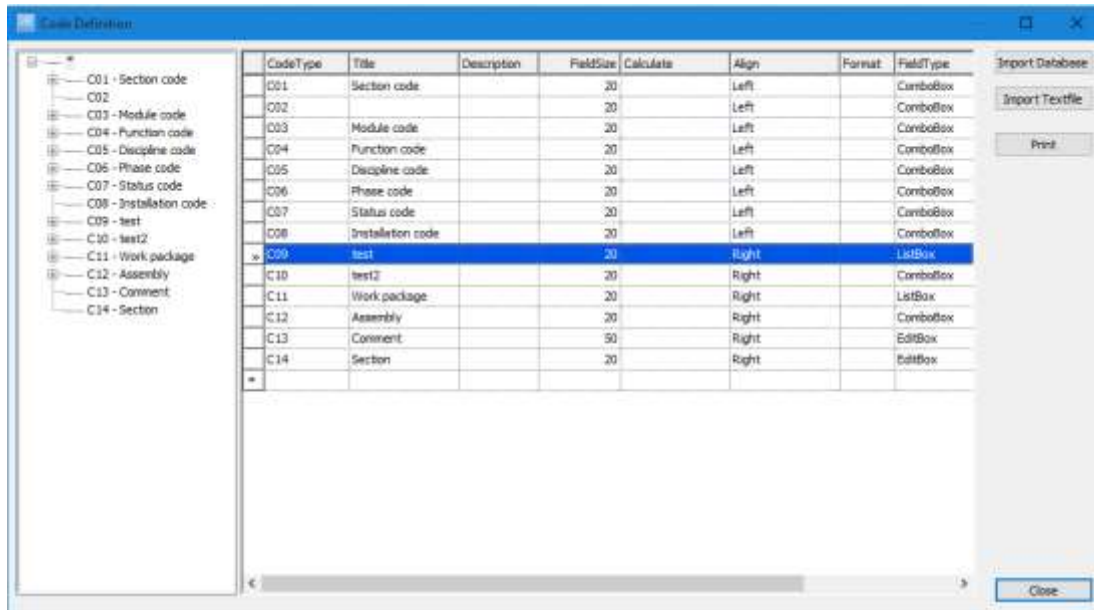 Code Definition
*
C01 - Section code
C02
C03 - Module code
C04 - Function code
C05 - Discipline code
C06 - Phase code
C07 - Status code
C08 - Installation code
C09 - test
C10 - test2
C11 - Work package
C12 - Assembly
C13 - Comment
C14 - Section
CodeType Title Description FieldSize Calculate Align Format FieldType
C01 Section code 20 Left ComboBox
C02 20 Left ComboBox
C03 Module code 20 Left ComboBox
C04 Function code 20 Left ComboBox
C05 Discipline code 20 Left ComboBox
C06 Phase code 20 Left ComboBox
C07 Status code 20 Left ComboBox
C08 Installation code 20 Left ComboBox
» C09 test 20 Right ListBox
C10 test2 20 Right ComboBox
C11 Work package 20 Right ListBox
C12 Assembly 20 Right ComboBox
C13 Comment 50 Right EditBox
C14 Section 20 Right EditBox
*
Import Database
Import Textfile
Print
Close